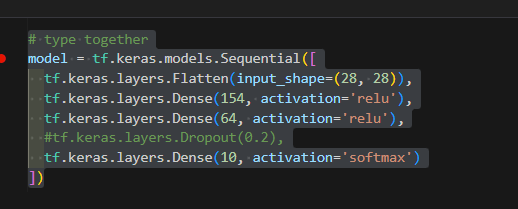 # type together
model = tf.keras.models.Sequential([
  tf.keras.layers.Flatten(input_shape=(28, 28)),
  tf.keras.layers.Dense(154, activation='relu'),
  tf.keras.layers.Dense(64, activation='relu'),
  #tf.keras.layers.Dropout(0.2),
  tf.keras.layers.Dense(10, activation='softmax')
])